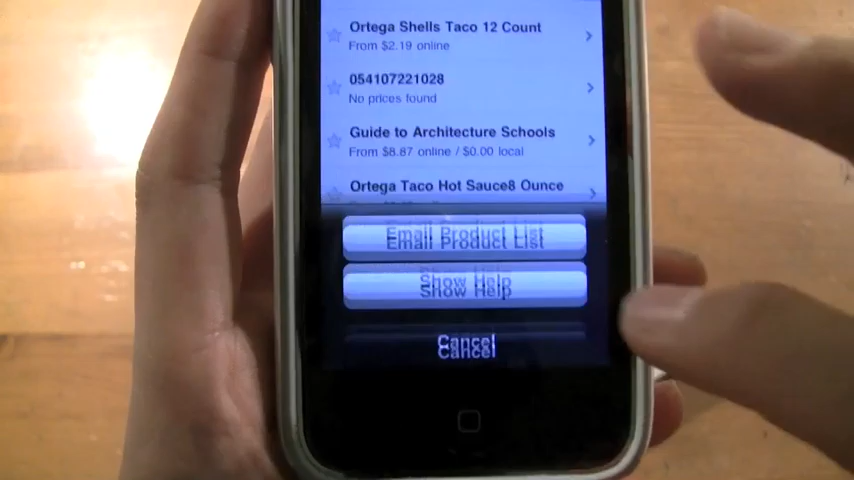 Ortega Shells Taco 12 Count
From $2.19 online
054107221028
No prices found
Guide to Architecture Schools
From $8.87 online / $0.00 local
Ortega Taco Hot Sauce8 Ounce
Email Product List
Show Help
Cancel